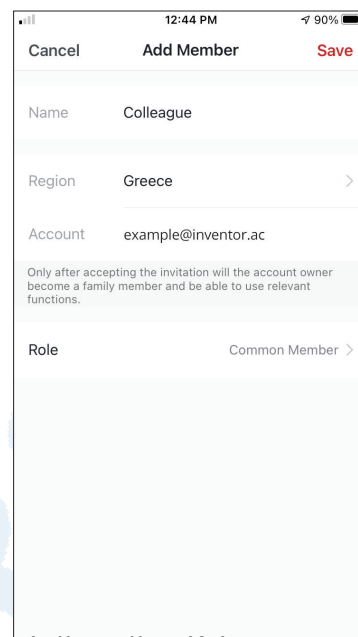 12:44 PM 90%
Cancel Add Member Save
Name Colleague
Region Greece
Account example@inventor.ac
Only after accepting the invitation will the account owner
become a family member and be able to use relevant
functions.
Role Common Member